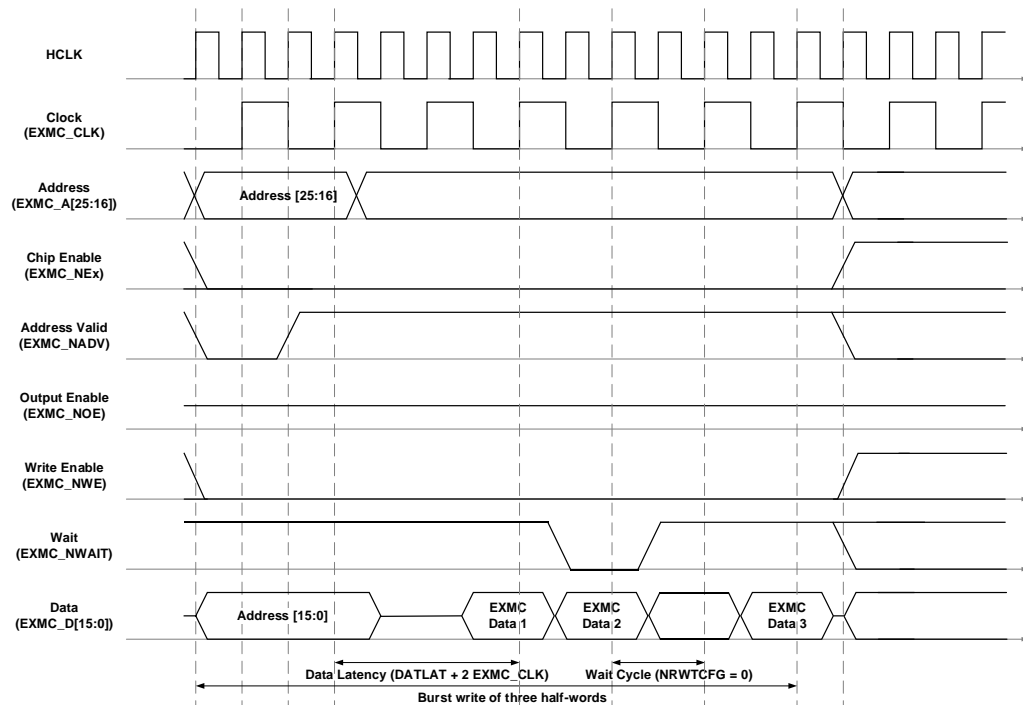 HCLK
Clock
(EXMC_CLK)
Address
(EXMC_A[25:16])
Address [25:16]
Chip Enable
(EXMC_NEx)
Address Valid
(EXMC_NADV)
Output Enable
(EXMC_NOE)
Write Enable
(EXMC_NWE)
Wait
(EXMC_NWAIT)
Data
(EXMC_D[15:0])
Address [15:0]
EXMC
Data 1
EXMC
Data 2
EXMC
Data 3
Data Latency (DATLAT + 2 EXMC_CLK)
Wait Cycle (NRWTCFG = 0)
Burst write of three half-words